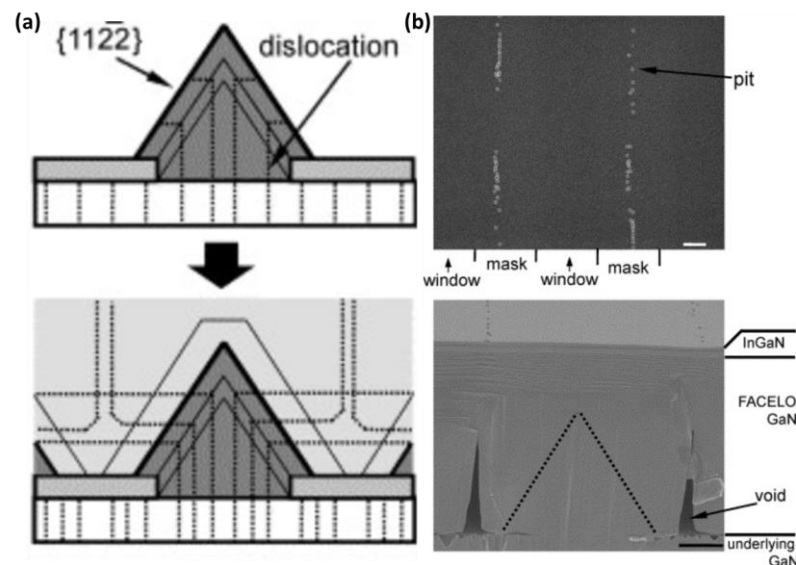 (a)
{112̄2̄}
dislocation
(b)
pit
window
mask
window
mask
InGaN
FACELO
GaN
void
underlying
GaN